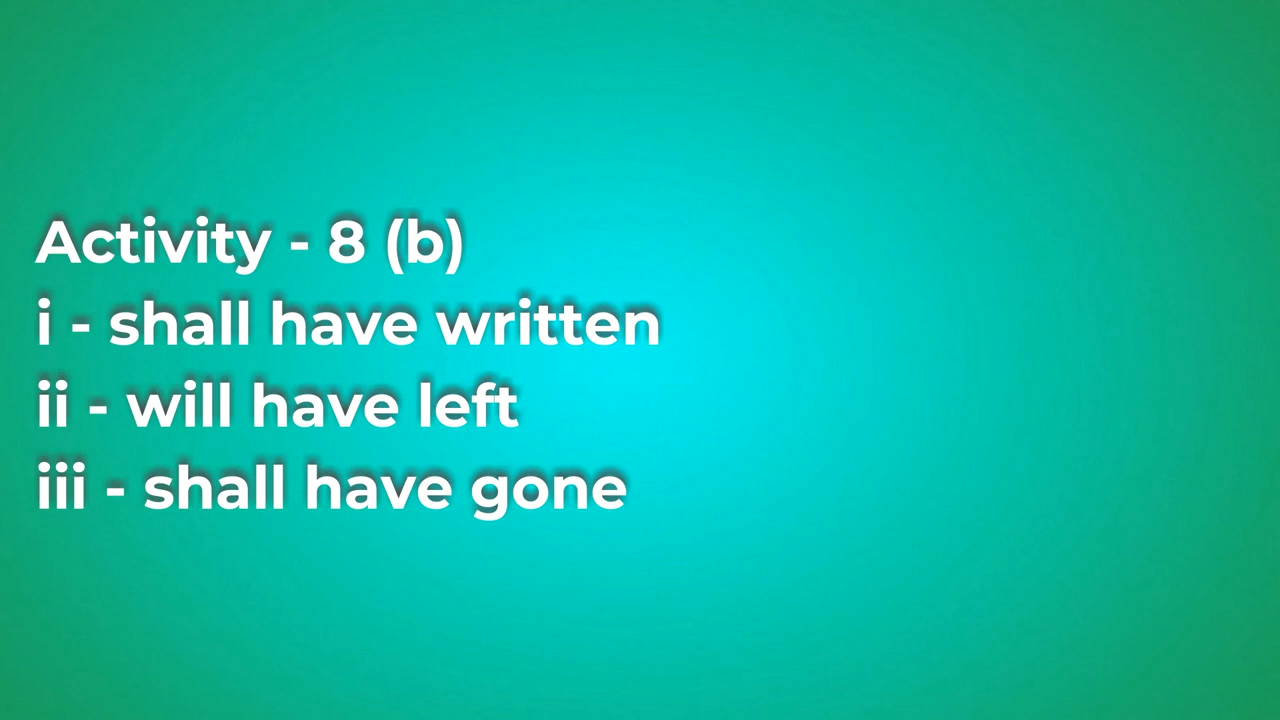 Activity - 8 (b)
i - shall have written
ii - will have left
iii - shall have gone